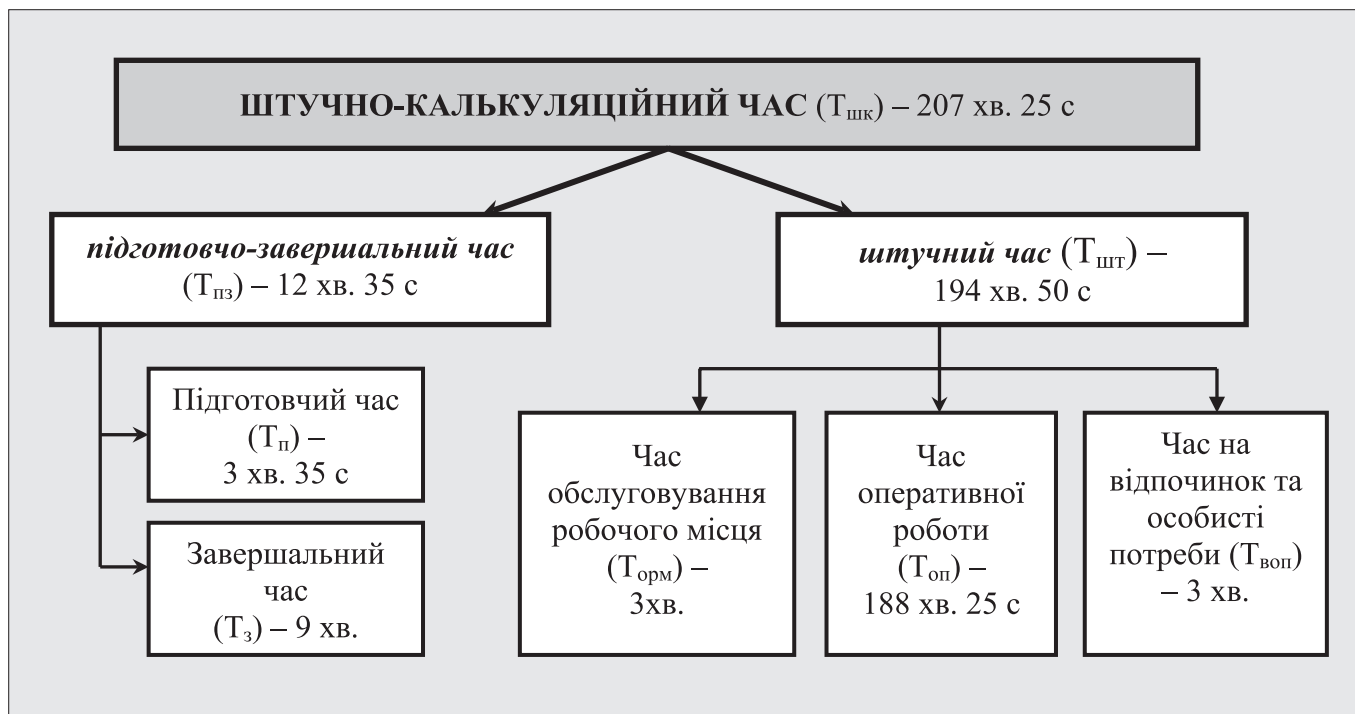 ШТУЧНО-КАЛЬКУЛЯЦІЙНИЙ ЧАС (Тшк) – 207 хв. 25 с
підготовчо-завершальний час
(Тпз) – 12 хв. 35 с
штучний час (Тшт) –
194 хв. 50 с
Підготовчий час
(Тп) –
3 хв. 35 с
Завершальний
час
(Тз) – 9 хв.
Час
обслуговування
робочого місця
(Торм) –
3хв.
Час
оперативної
роботи
(Топ) –
188 хв. 25 с
Час на
відпочинок та
особисті
потреби (Твоп)
– 3 хв.